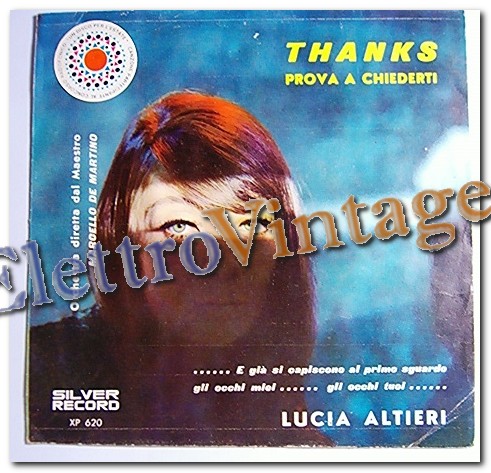 THANKS
PROVA A CHIEDERTI
Orchestra diretta dal Maestro
MARCELLO DE MARTINO
ElettroVintage
...... E già si capiscono al primo sguardo
gli occhi miei ...... gli occhi tuoi ......
SILVER
RECORD
XP 620
LUCIA ALTIERI